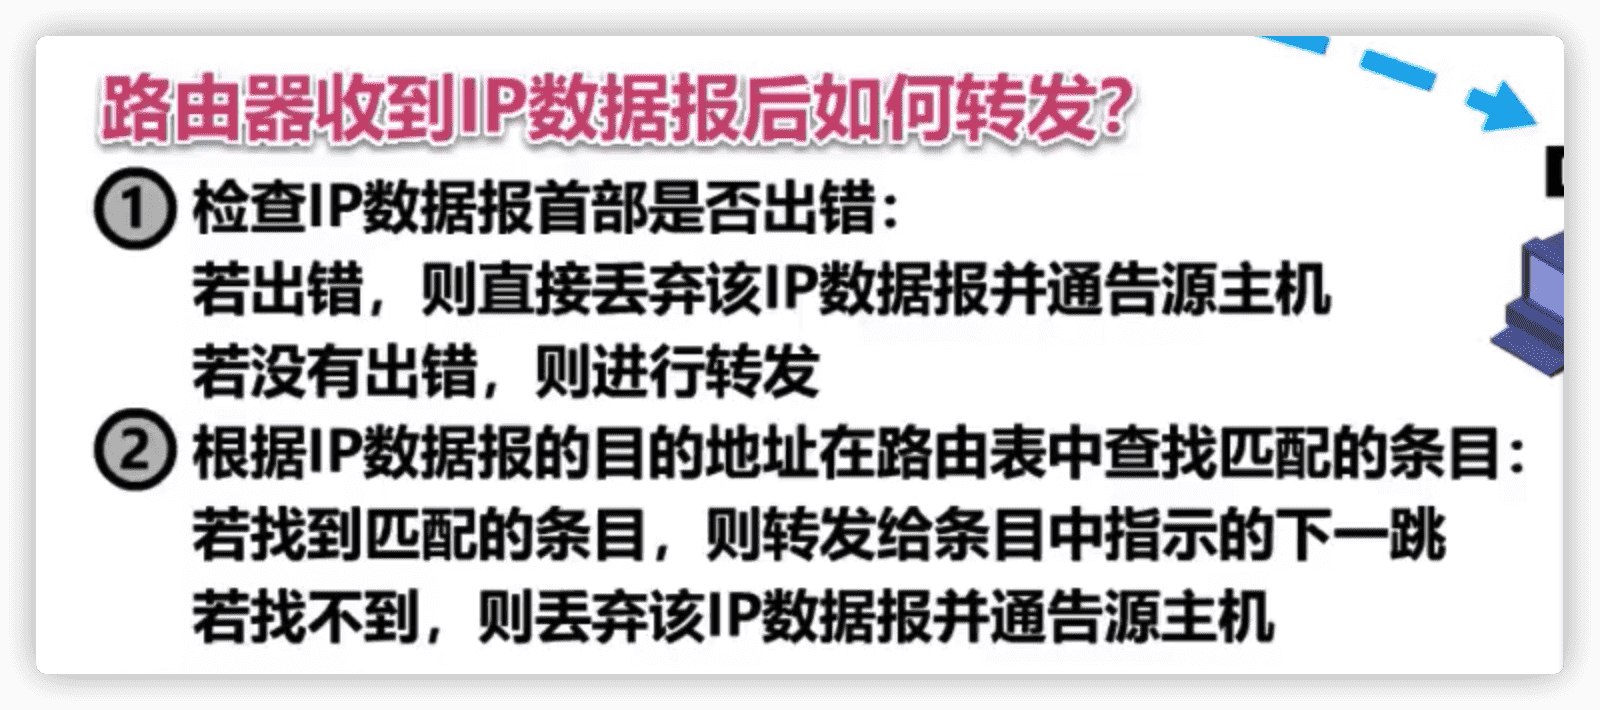 路由器收到IP数据报后如何转发？
① 检查IP数据报首部是否出错：
若出错，则直接丢弃该IP数据报并通告源主机
若没有出错，则进行转发
② 根据IP数据报的目的地址在路由表中查找匹配的条目：
若找到匹配的条目，则转发给条目中指示的下一跳
若找不到，则丢弃该IP数据报并通告源主机